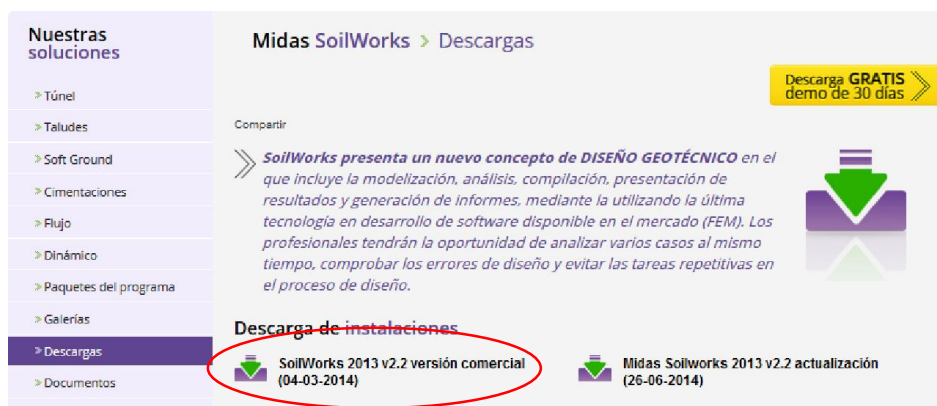 Nuestras
soluciones
> Túnel
> Taludes
> Soft Ground
> Cimentaciones
> Flujo
> Dinámico
> Paquetes del programa
> Galerías
> Descargas
> Documentos
Midas SoilWorks > Descargas
Descarga GRATIS
demo de 30 días
Compartir
SoilWorks presenta un nuevo concepto de DISEÑO GEOTÉCNICO en el
que incluye la modelización, análisis, compilación, presentación de
resultados y generación de informes, mediante la utilizando la última
tecnología en desarrollo de software disponible en el mercado (FEM). Los
profesionales tendrán la oportunidad de analizar varios casos al mismo
tiempo, comprobar los errores de diseño y evitar las tareas repetitivas en
el proceso de diseño.
Descarga de instalaciones
SoilWorks 2013 v2.2 versión comercial
(04-03-2014)
Midas Soilworks 2013 v2.2 actualización
(26-06-2014)